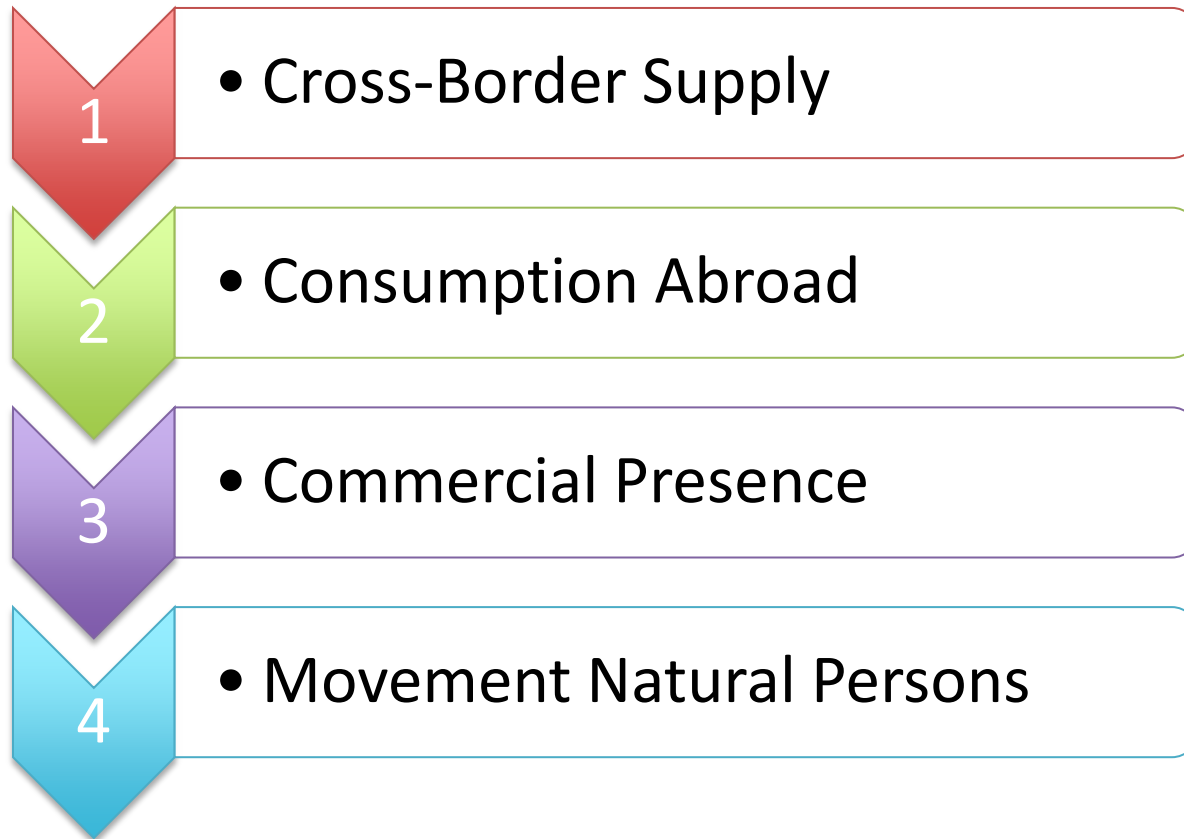 1
• Cross-Border Supply
2
• Consumption Abroad
3
• Commercial Presence
4
• Movement Natural Persons